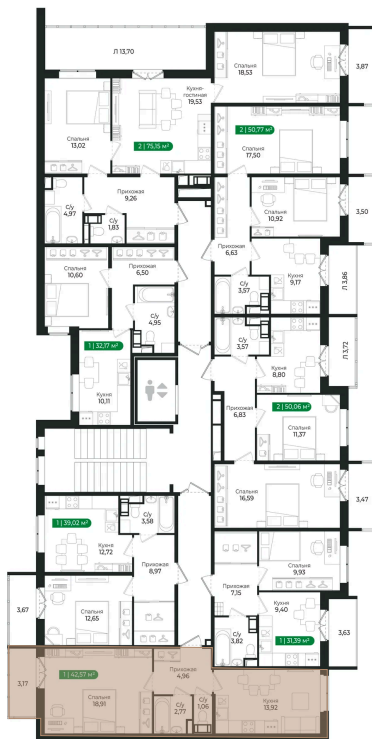 Л 13,70
Спальня
18,53
3,87
Кухня-
гостиная
19,53
Спальня
13,02
2 | 75,15 м²
2 | 50,77 м²
Спальня
17,50
С/у
4,97
С/у
1,83
Прихожая
9,26
Спальня
10,92
3,50
Прихожая
6,63
Спальня
10,60
Прихожая
6,50
С/у
3,57
Кухня
9,17
Л 3,86
С/у
4,95
1 | 32,17 м²
Кухня
10,11
С/у
3,57
Кухня
8,80
Л 3,72
Прихожая
6,83
2 | 50,06 м²
Спальня
11,37
Спальня
16,59
3,47
1 | 39,02 м²
Кухня
12,72
С/у
3,58
Прихожая
8,97
Спальня
9,93
Прихожая
7,15
Кухня
9,40
3,67
Спальня
12,65
С/у
3,82
1 | 31,39 м²
3,63
3,17
1 | 42,57 м²
Спальня
18,91
Прихожая
4,96
С/у
2,77
С/у
1,06
Кухня
13,92